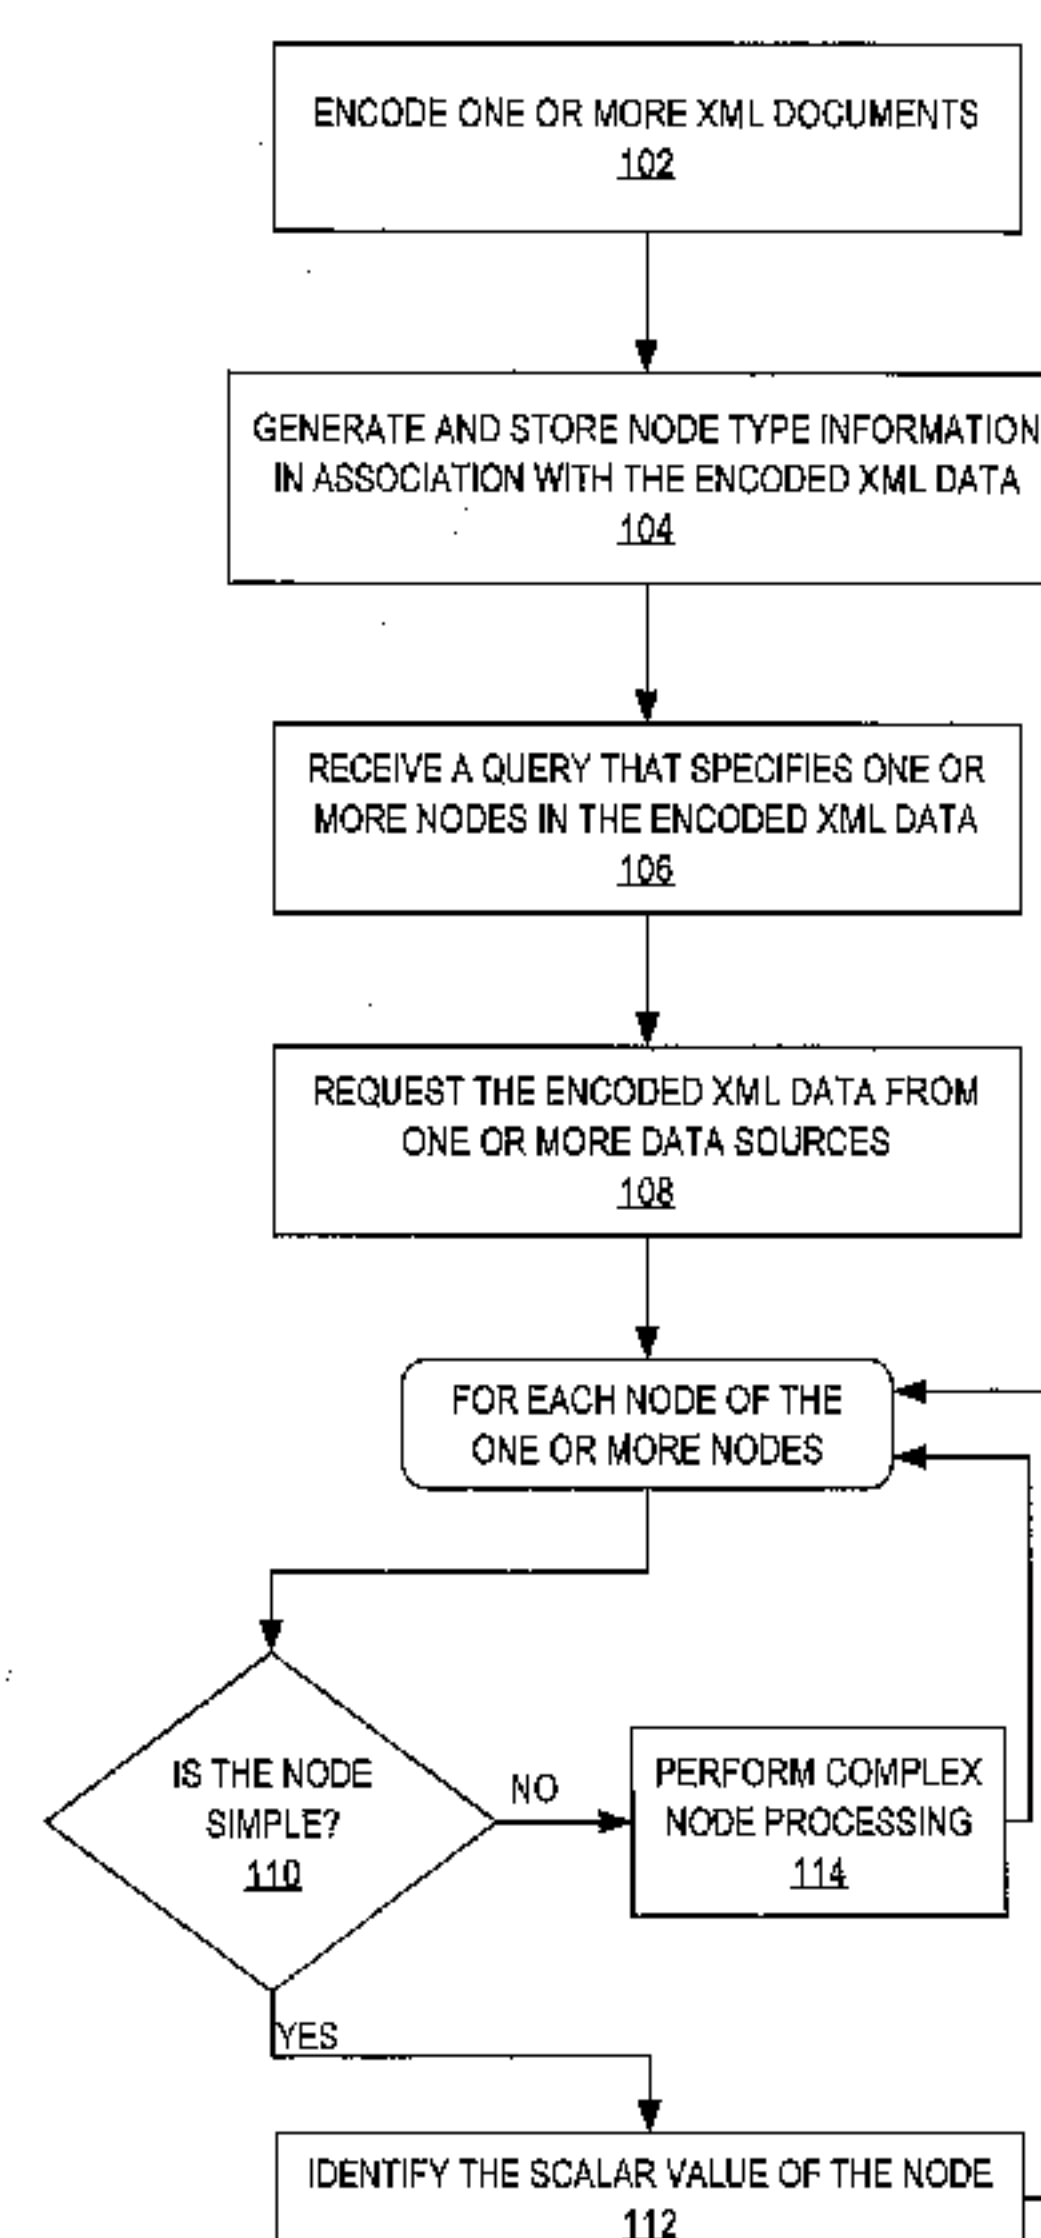 ENCODE ONE OR MORE XML DOCUMENTS
102
GENERATE AND STORE NODE TYPE INFORMATION
IN ASSOCIATION WITH THE ENCODED XML DATA
104
RECEIVE A QUERY THAT SPECIFIES ONE OR
MORE NODES IN THE ENCODED XML DATA
106
REQUEST THE ENCODED XML DATA FROM
ONE OR MORE DATA SOURCES
108
FOR EACH NODE OF THE
ONE OR MORE NODES
IS THE NODE
SIMPLE?
110
NO
PERFORM COMPLEX
NODE PROCESSING
114
YES
IDENTIFY THE SCALAR VALUE OF THE NODE
112